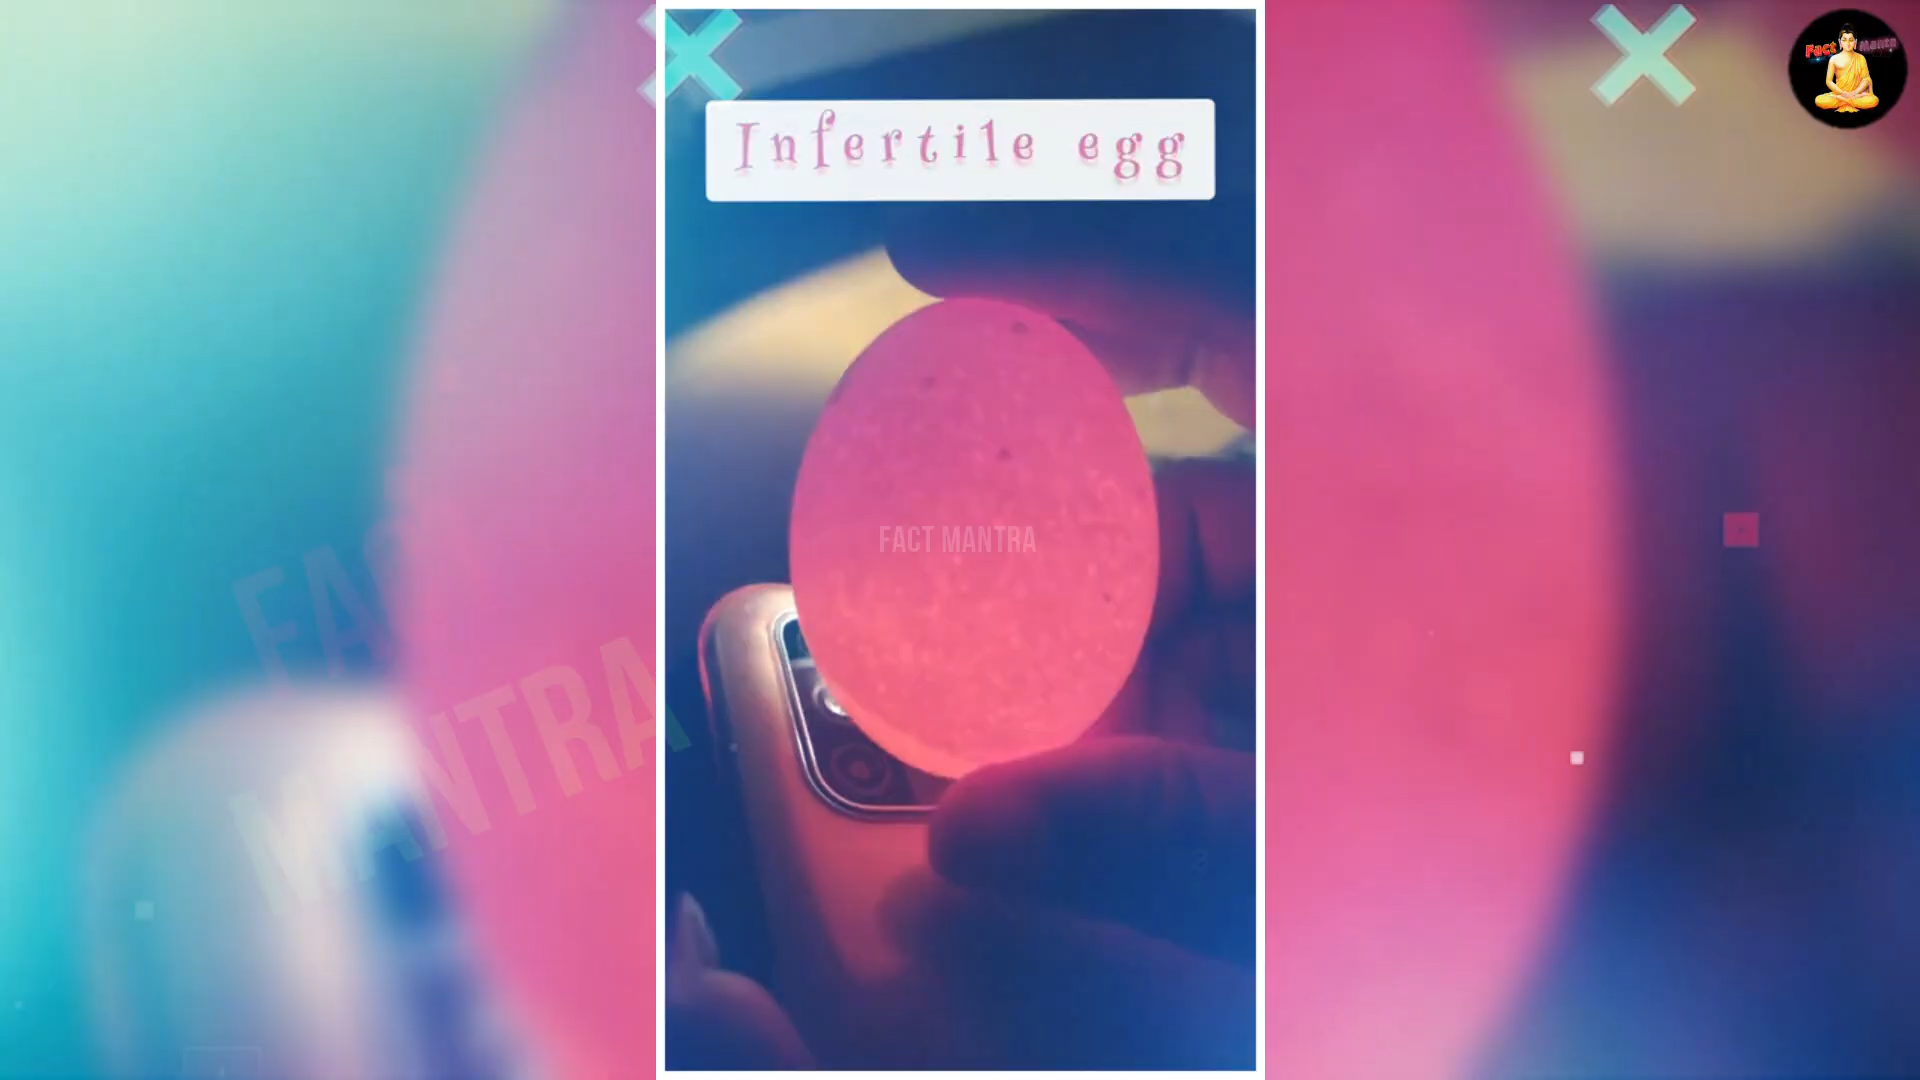 Infertile egg
Fact Mantra
FACT MANTRA
FACT
MANTRA